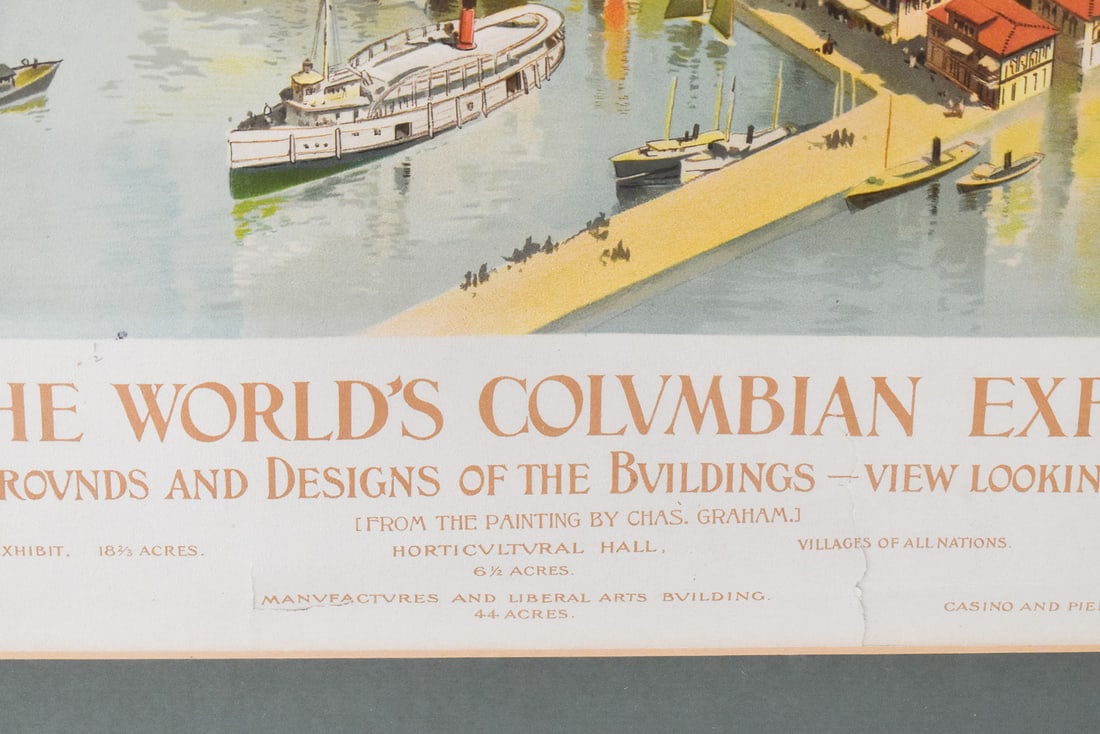 HE WORLD'S COLVMBIAN EXP
ROVNDS AND DESIGNS OF THE BVILDINGS — VIEW LOOKIN
[FROM THE PAINTING BY CHAS. GRAHAM.]
XHIBIT. 18⅔ ACRES. HORTICVLTVRAL HALL, VILLAGES OF ALL NATIONS.
6½ ACRES.
MANVFACTVRES AND LIBERAL ARTS BUILDING. CASINO AND PIE
44 ACRES.